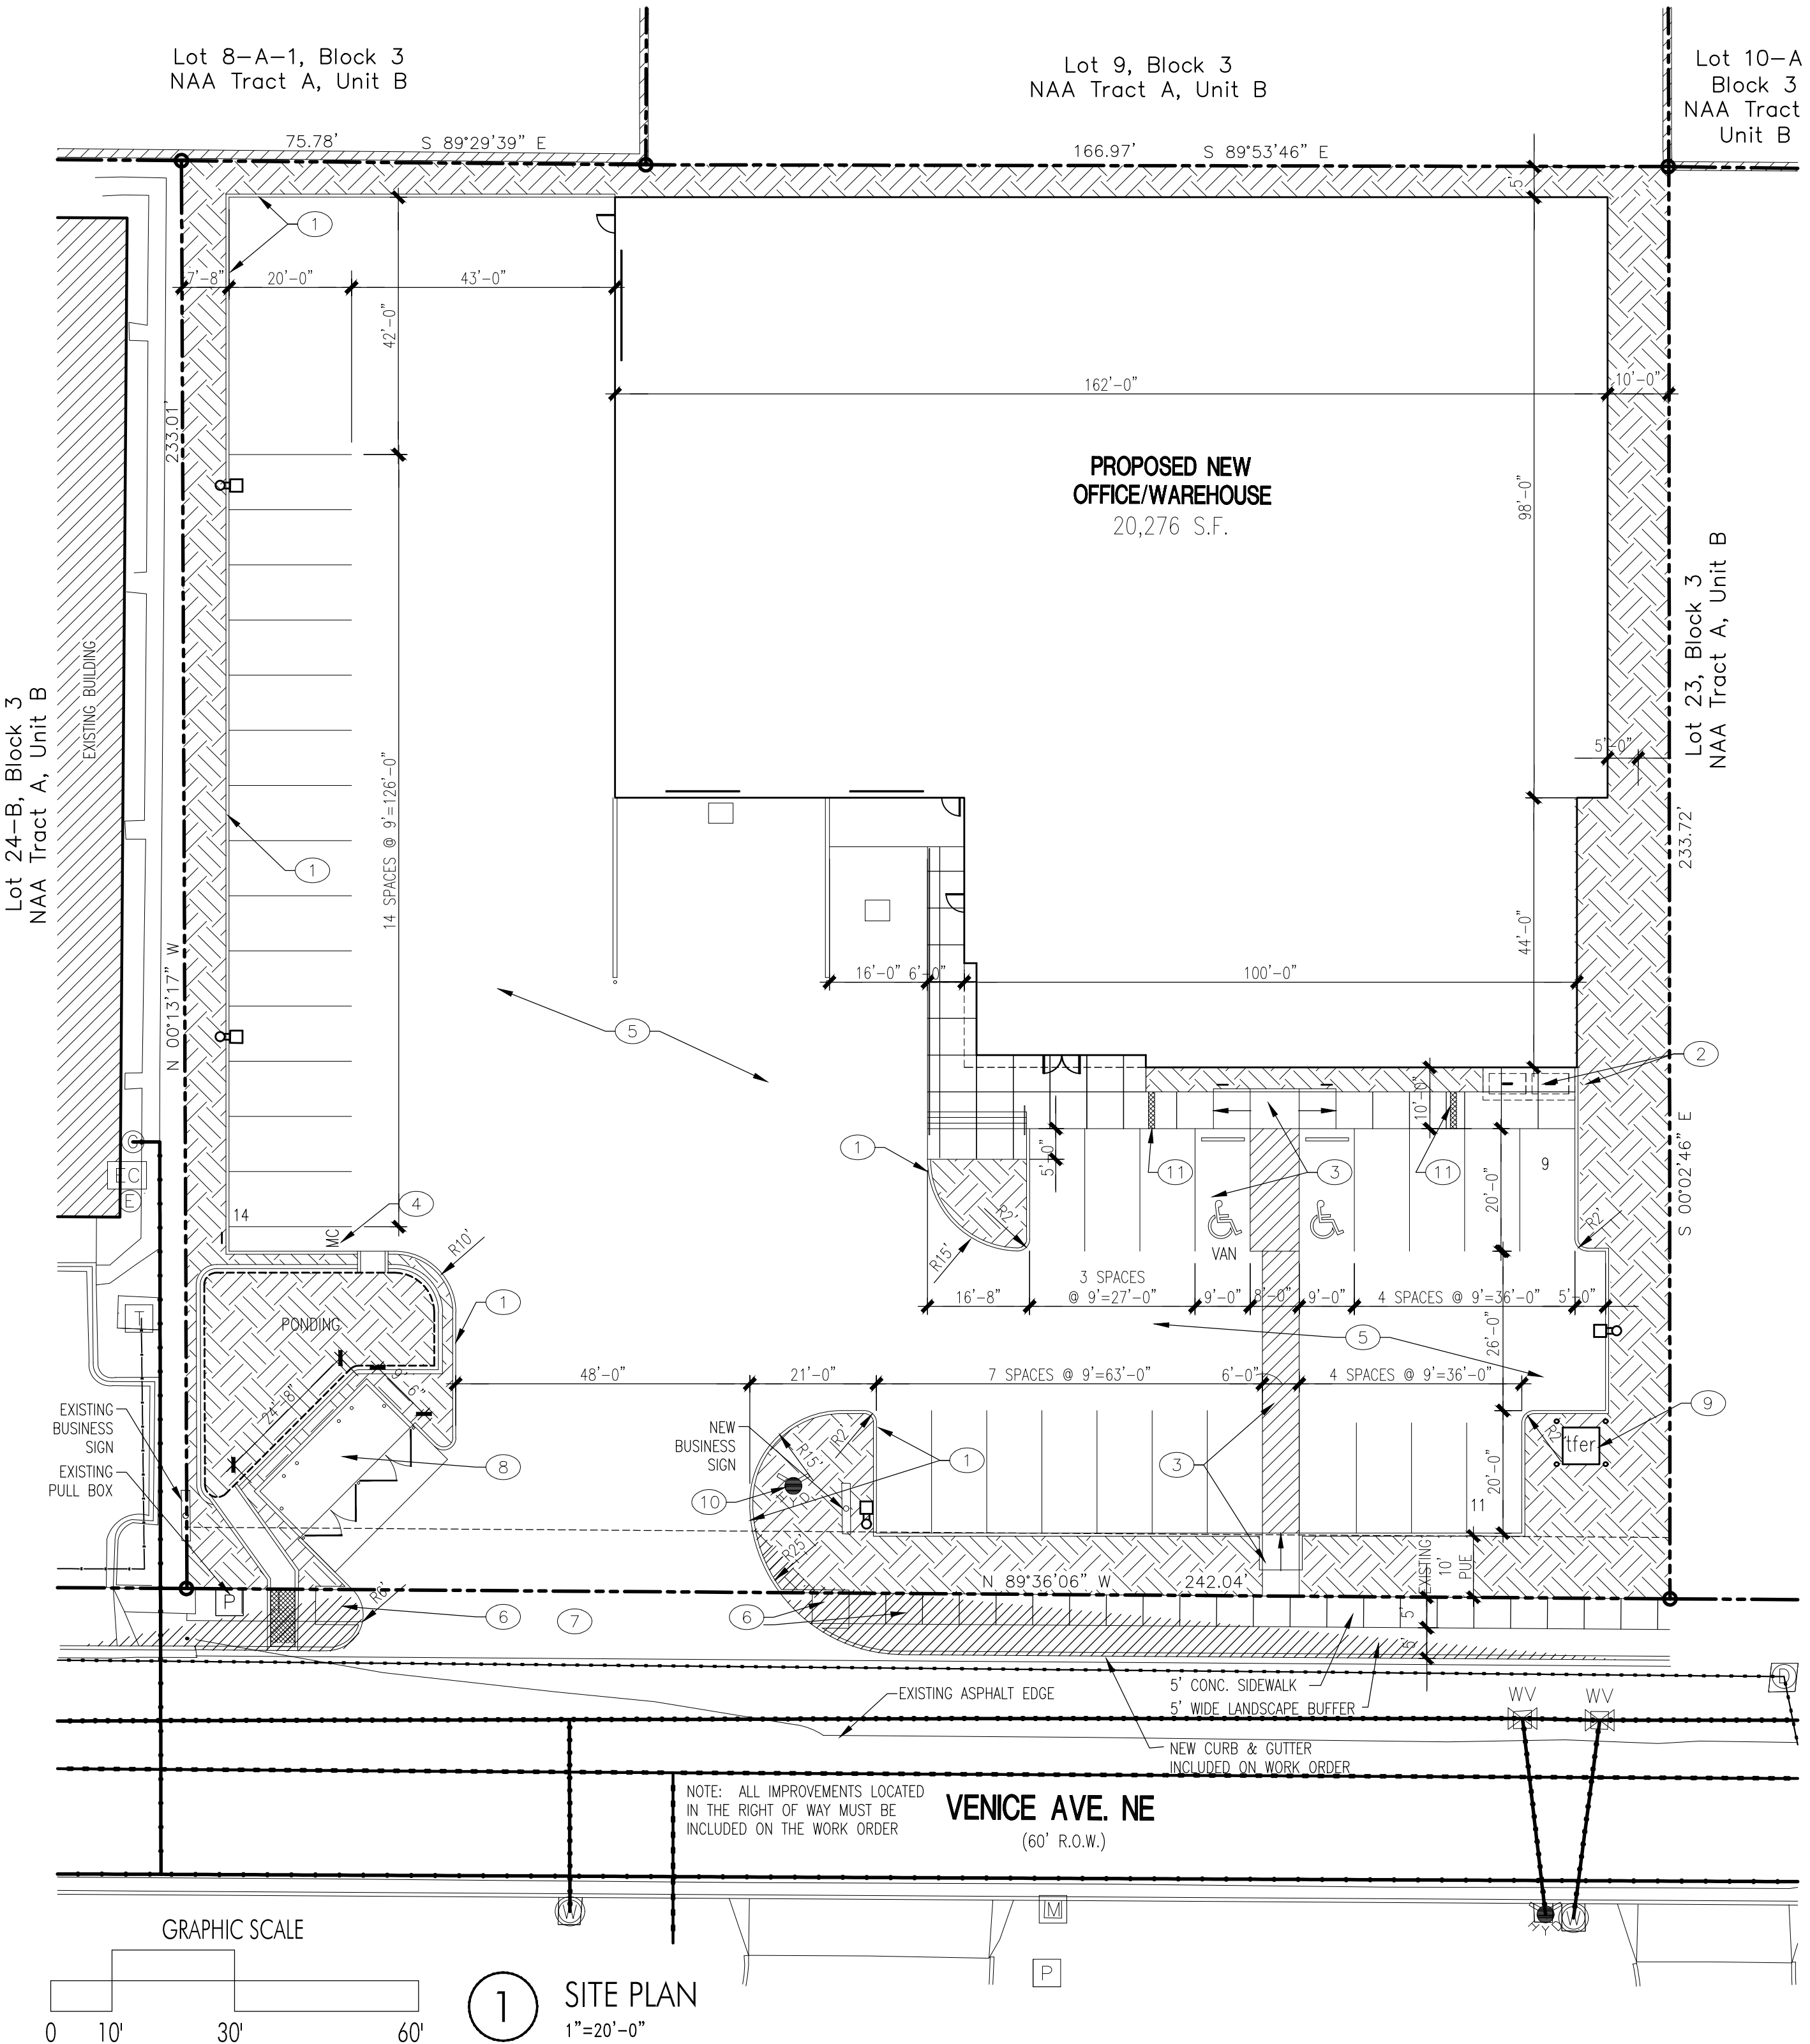 Lot 8-A-1, Block 3
NAA Tract A, Unit B
Lot 9, Block 3
NAA Tract A, Unit B
Lot 10-A
Block 3
NAA Tract
Unit B
75.78' S 89°29'39" E
166.97' S 89°53'46" E
5'
1
7'-8" 20'-0" 43'-0"
42'-0"
162'-0" 10'-0"
233.01'
PROPOSED NEW
OFFICE/WAREHOUSE
20,276 S.F.
98'-0"
Lot 23, Block 3
NAA Tract A, Unit B
EXISTING BUILDING
Lot 24-B, Block 3
NAA Tract A, Unit B
5'-0"
233.72'
1
14 SPACES @ 9'=126'-0"
N 00°13'17" W
44'-0"
16'-0" 6'-0" 100'-0"
5
2
10'-0"
S 00°02'46" E
G
EC
E
1
5'-0"
11
3
11
9
20'-0"
14
4
MC
R10'
R2'
R15'
VAN
R2'
3 SPACES
@ 9'=27'-0"
16'-8" 9'-0" 8'-0" 9'-0" 4 SPACES @ 9'=36'-0" 5'-0"
1
T
PONDING
5
26'-0"
48'-0" 21'-0" 7 SPACES @ 9'=63'-0" 6'-0" 4 SPACES @ 9'=36'-0"
24'-8"
9'-6"
EXISTING
BUSINESS
SIGN
EXISTING
PULL BOX
NEW
BUSINESS
SIGN
R2'
R15'
1
8
10
HYD
3
R2'
tfer
9
20'-0"
11
R25'
N 89°36'06" W 242.04'
EXISTING
10'
PUE
P
R6'
6
7
6
5'
5'
EXISTING ASPHALT EDGE
5' CONC. SIDEWALK
5' WIDE LANDSCAPE BUFFER
WV
WV
D
NEW CURB & GUTTER
INCLUDED ON WORK ORDER
NOTE: ALL IMPROVEMENTS LOCATED
IN THE RIGHT OF WAY MUST BE
INCLUDED ON THE WORK ORDER
VENICE AVE. NE
(60' R.O.W.)
W
M
HYD
W
P
GRAPHIC SCALE
0 10' 30' 60'
1
SITE PLAN
1"=20'-0"